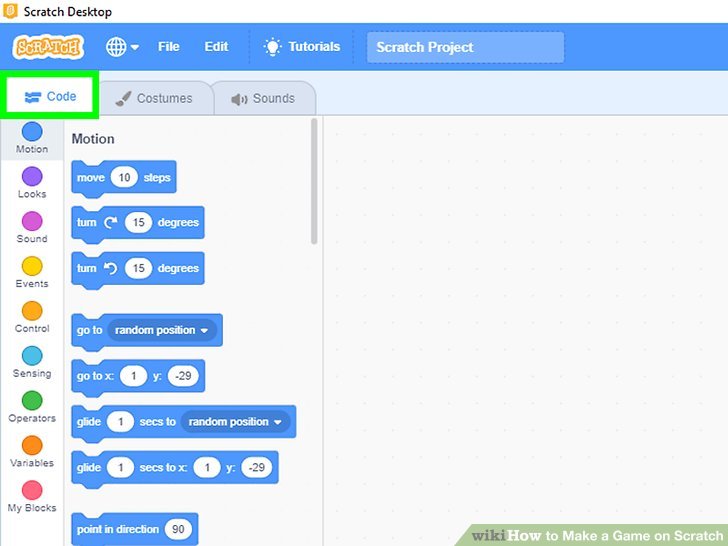 Scratch Desktop
SCRATCH File Edit Tutorials Scratch Project
Code Costumes Sounds
Motion
Looks
Sound
Events
Control
Sensing
Operators
Variables
My Blocks
Motion
move 10 steps
turn 15 degrees
turn 15 degrees
go to random position
go to x: 1 y: -29
glide 1 secs to random position
glide 1 secs to x: 1 y: -29
point in direction 90
wikiHow to Make a Game on Scratch